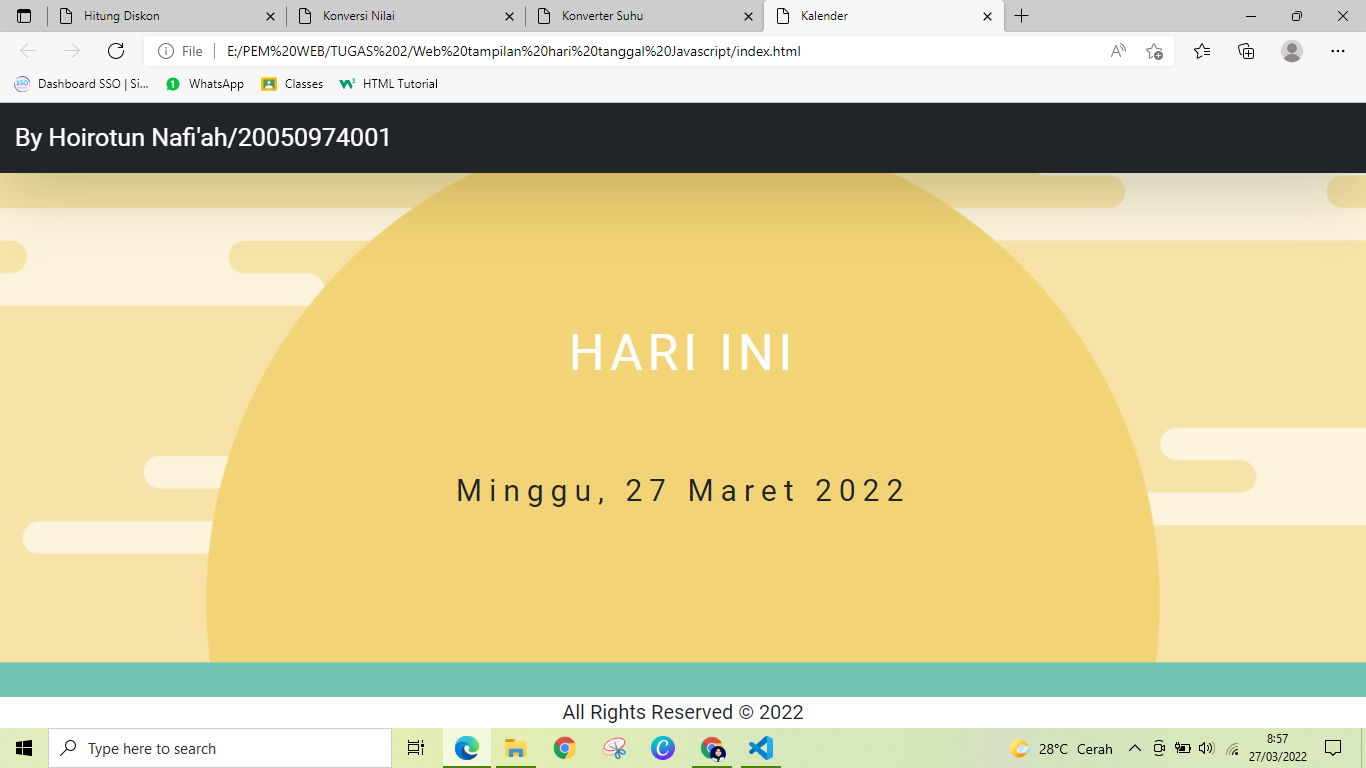 Hitung Diskon
Konversi Nilai
Konverter Suhu
Kalender
File
E:/PEM%20WEB/TUGAS%202/Web%20tampilan%20hari%20tanggal%20Javascript/index.html
Dashboard SSO | Si...
1
WhatsApp
Classes
HTML Tutorial
By Hoirotun Nafi'ah/20050974001
HARI INI
Minggu, 27 Maret 2022
All Rights Reserved © 2022
Type here to search
28°C Cerah
8:57
27/03/2022